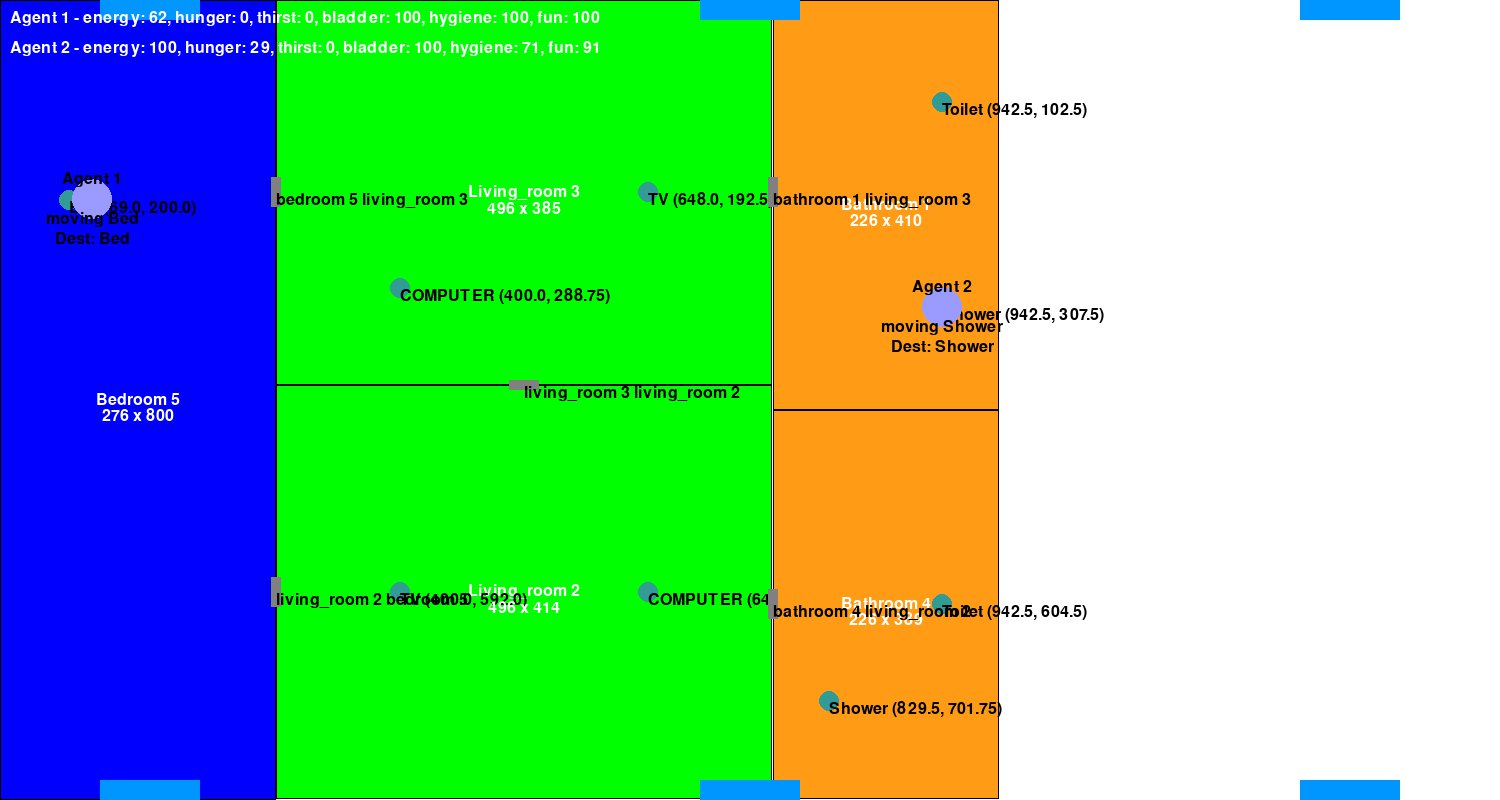 Agent 1 - energy: 62, hunger: 0, thirst: 0, bladder: 100, hygiene: 100, fun: 100
Agent 2 - energy: 100, hunger: 29, thirst: 0, bladder: 100, hygiene: 71, fun: 91
Toilet (942.5, 102.5)
Agent 1
69.0, 200.0)
moving Bed
Dest: Bed
bedroom 5 living_room 3
Living_room 3
496 x 385
TV (648.0, 192.5
bathroom 1 living_room 3
226 x 410
COMPUTER (400.0, 288.75)
Agent 2
hower (942.5, 307.5)
moving Shower
Dest: Shower
living_room 3 living_room 2
Bedroom 5
276 x 800
living_room 2 bedroom 5
TV (400.0, 592.0)
Living_room 2
496 x 414
COMPUTER (64
Bathroom 4
bathroom 4 living_room 2
Toilet (942.5, 604.5)
226 x 389
Shower (829.5, 701.75)